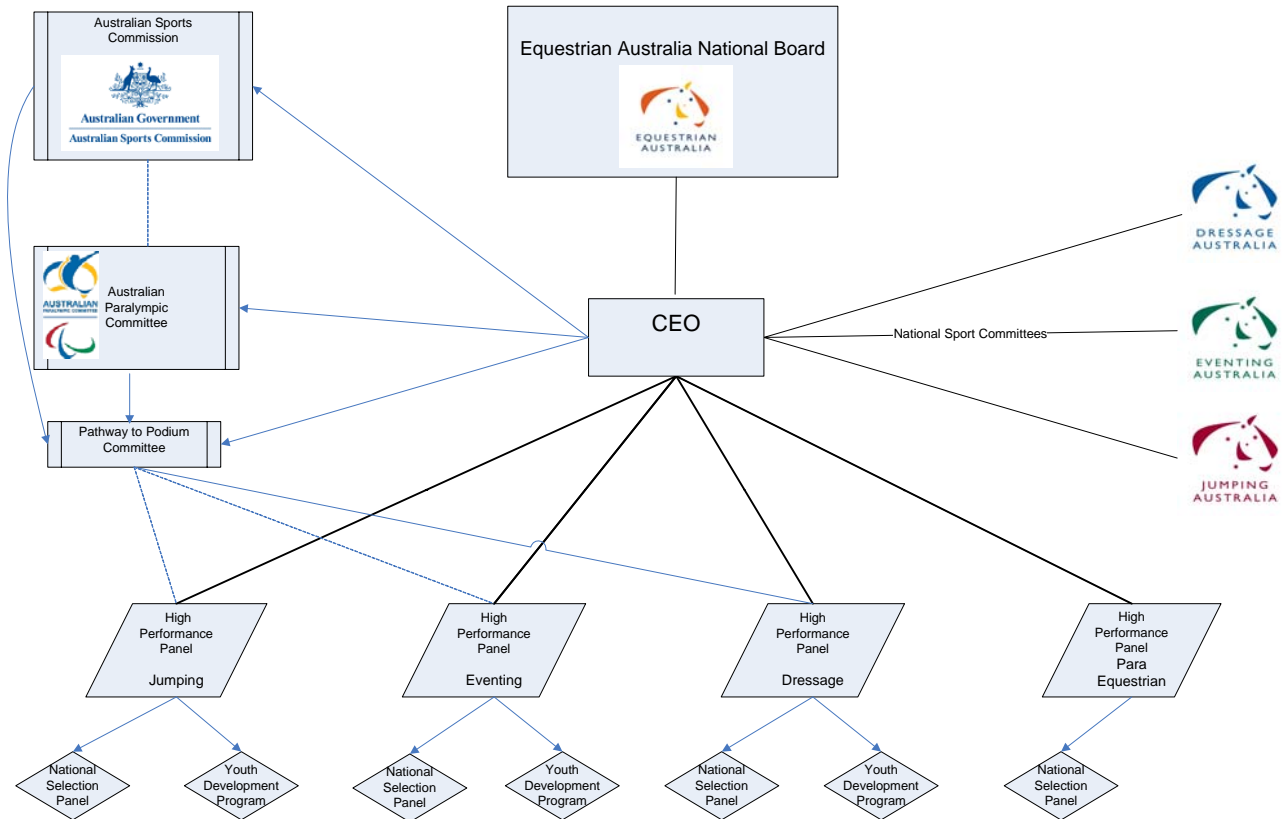 Australian Sports
Commission
Australian Government
Australian Sports Commission
Equestrian Australia National Board
EQUESTRIAN
AUSTRALIA
DRESSAGE
AUSTRALIA
Australian
Paralympic
Committee
AUSTRALIAN
PARALYMPIC COMMITTEE
CEO
National Sport Committees
EVENTING
AUSTRALIA
Pathway to Podium
Committee
JUMPING
AUSTRALIA
High
Performance
Panel
Jumping
High
Performance
Panel
Eventing
High
Performance
Panel
Dressage
High
Performance
Panel
Para
Equestrian
National
Selection
Panel
Youth
Development
Program
National
Selection
Panel
Youth
Development
Program
National
Selection
Panel
Youth
Development
Program
National
Selection
Panel